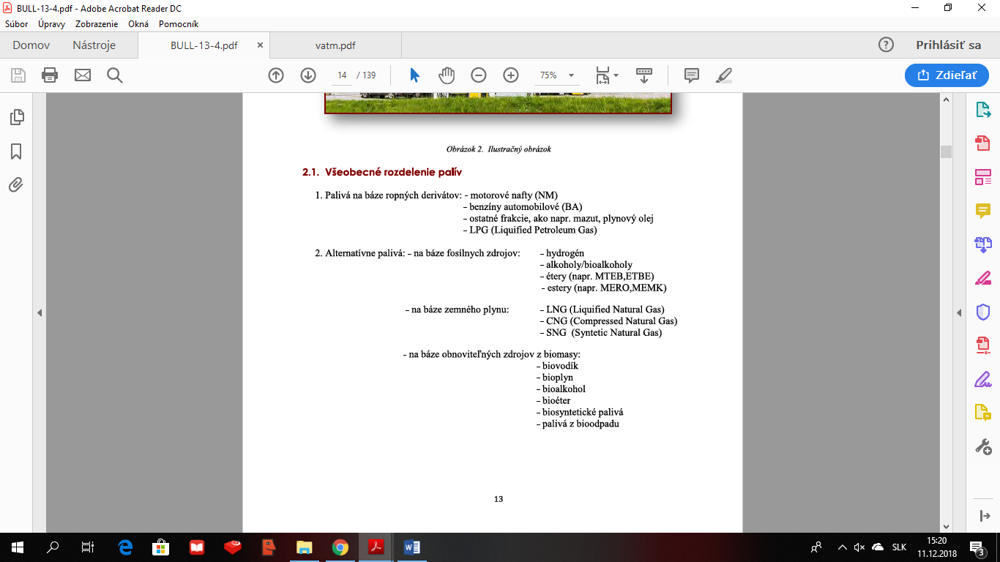 BULL-13-4.pdf - Adobe Acrobat Reader DC
Súbor Úpravy Zobrazenie Okná Pomocník
Domov Nástroje BULL-13-4.pdf × vatm.pdf ? Prihlásiť sa
14 / 139 75% Zdieľať
Obrázok 2. Ilustračný obrázok
2.1. Všeobecné rozdelenie palív
1. Palivá na báze ropných derivátov: - motorové nafty (NM)
- benzíny automobilové (BA)
- ostatné frakcie, ako napr. mazut, plynový olej
- LPG (Liquified Petroleum Gas)
2. Alternatívne palivá: - na báze fosílnych zdrojov: - hydrogén
- alkoholy/bioalkoholy
- étery (napr. MTEB,ETBE)
- estery (napr. MERO,MEMK)
- na báze zemného plynu: - LNG (Liquified Natural Gas)
- CNG (Compressed Natural Gas)
- SNG (Syntetic Natural Gas)
- na báze obnoviteľných zdrojov z biomasy:
- biovodík
- bioplyn
- bioalkohol
- bioéter
- biosyntetické palivá
- palivá z bioodpadu
13
SLK
15:20
11.12.2018
3